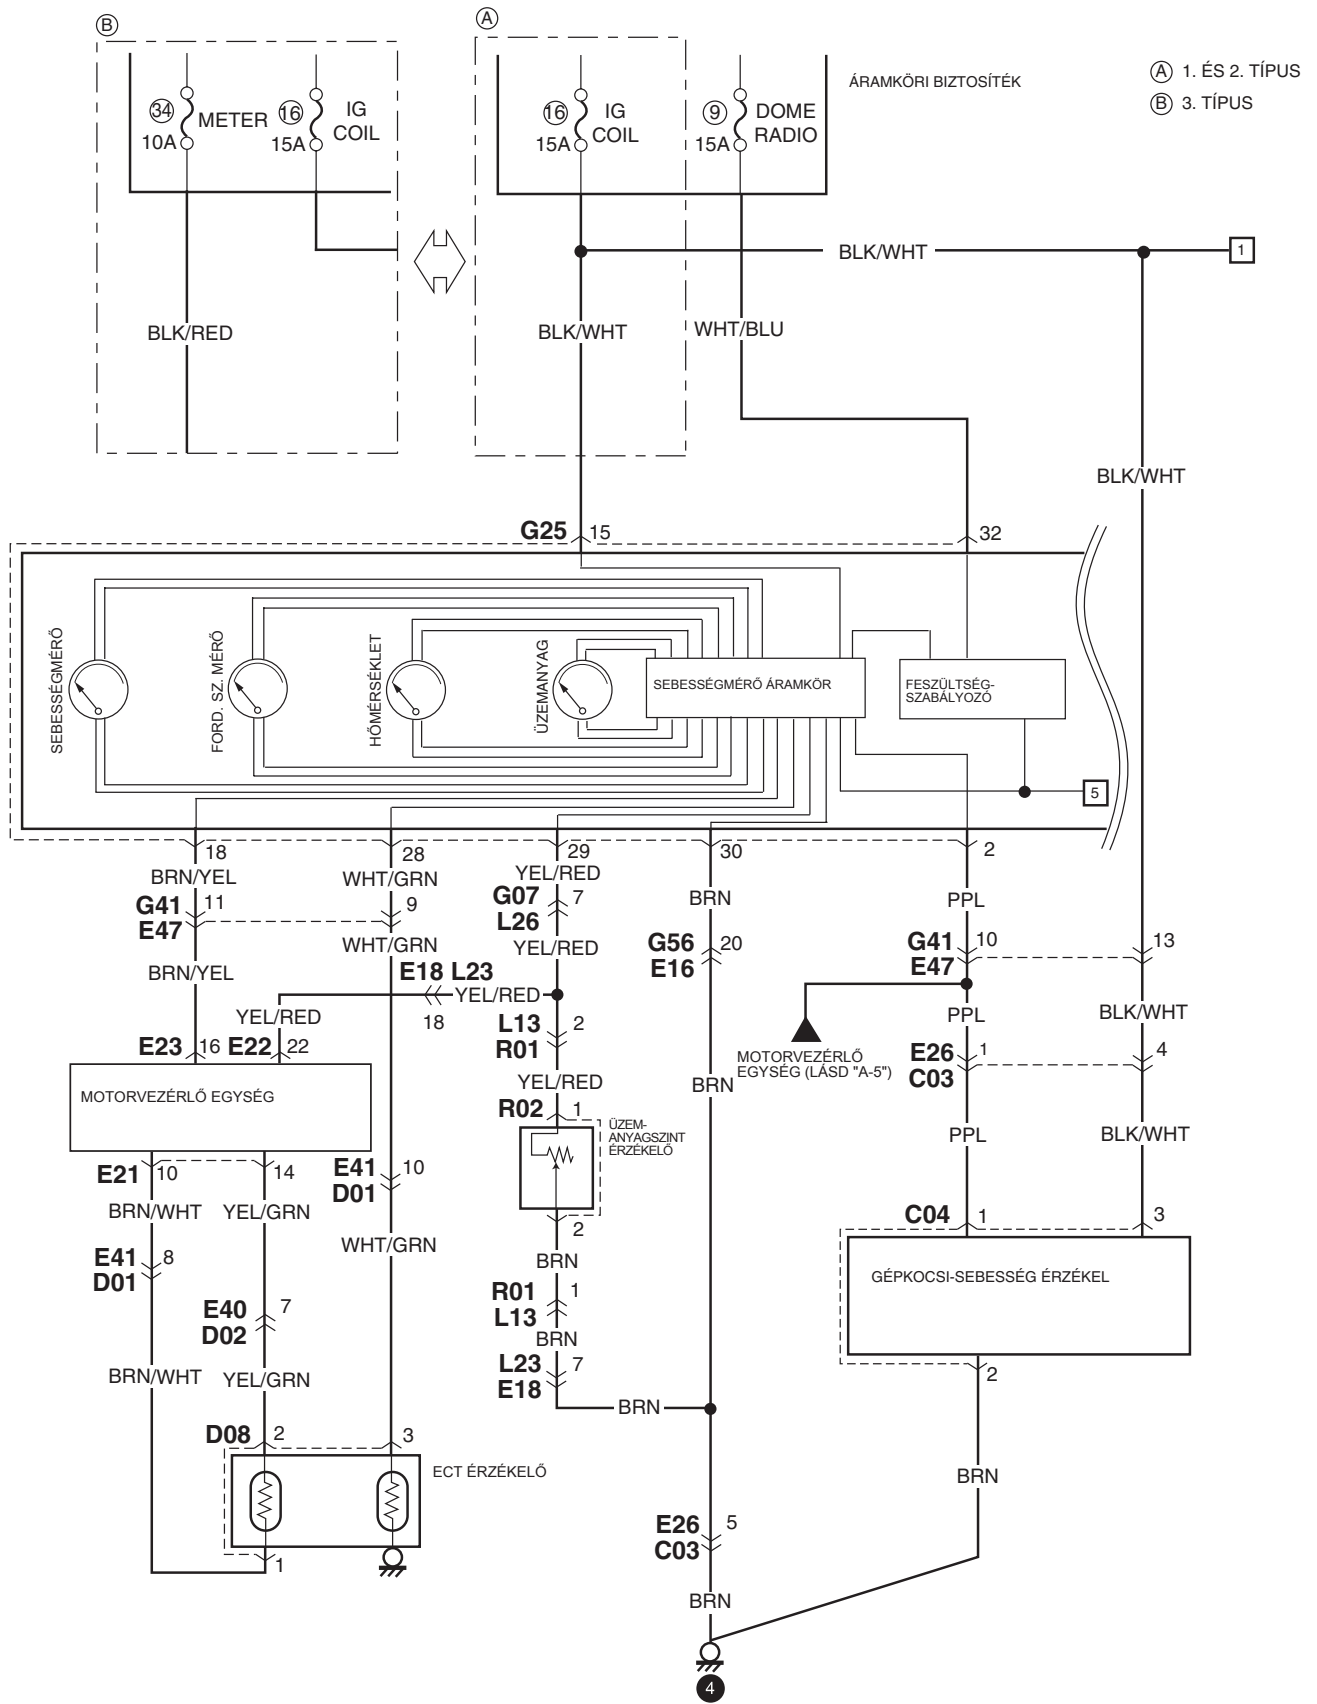 B
A
34
METER
10A
16
IG
COIL
15A
16
IG
COIL
15A
9
DOME
RADIO
15A
ÁRAMKÖRI BIZTOSÍTÉK
A 1. ÉS 2. TÍPUS
B 3. TÍPUS
BLK/WHT
1
BLK/RED
BLK/WHT
WHT/BLU
BLK/WHT
G25
15
32
SEBESSÉGMÉRŐ
FORD. SZ. MÉRŐ
HŐMÉRSÉKLET
ÜZEMANYAG
SEBESSÉGMÉRŐ ÁRAMKÖR
FESZÜLTSÉG-
SZABÁLYOZÓ
5
18
28
29
30
2
BRN/YEL
WHT/GRN
YEL/RED
BRN
PPL
G41
11
E47
9
G07
7
L26
G56
20
E16
G41
10
E47
13
BRN/YEL
WHT/GRN
YEL/RED
E18 L23
YEL/RED
18
YEL/RED
PPL
BLK/WHT
E23
16
E22
22
L13
2
R01
MOTORVEZÉRLŐ
EGYSÉG (LÁSD "A-5")
E26
1
C03
4
MOTORVEZÉRLŐ EGYSÉG
YEL/RED
BRN
R02
1
ÜZEM-
ANYAGSZINT
ÉRZÉKELŐ
PPL
BLK/WHT
E21
10
14
E41
10
D01
BRN/WHT
YEL/GRN
2
C04
1
3
WHT/GRN
BRN
E41
8
D01
GÉPKOCSI-SEBESSÉG ÉRZÉKEL
E40
7
D02
R01
1
L13
BRN
BRN/WHT
YEL/GRN
L23
7
E18
2
BRN
D08
2
3
ECT ÉRZÉKELŐ
BRN
1
E26
5
C03
BRN
4